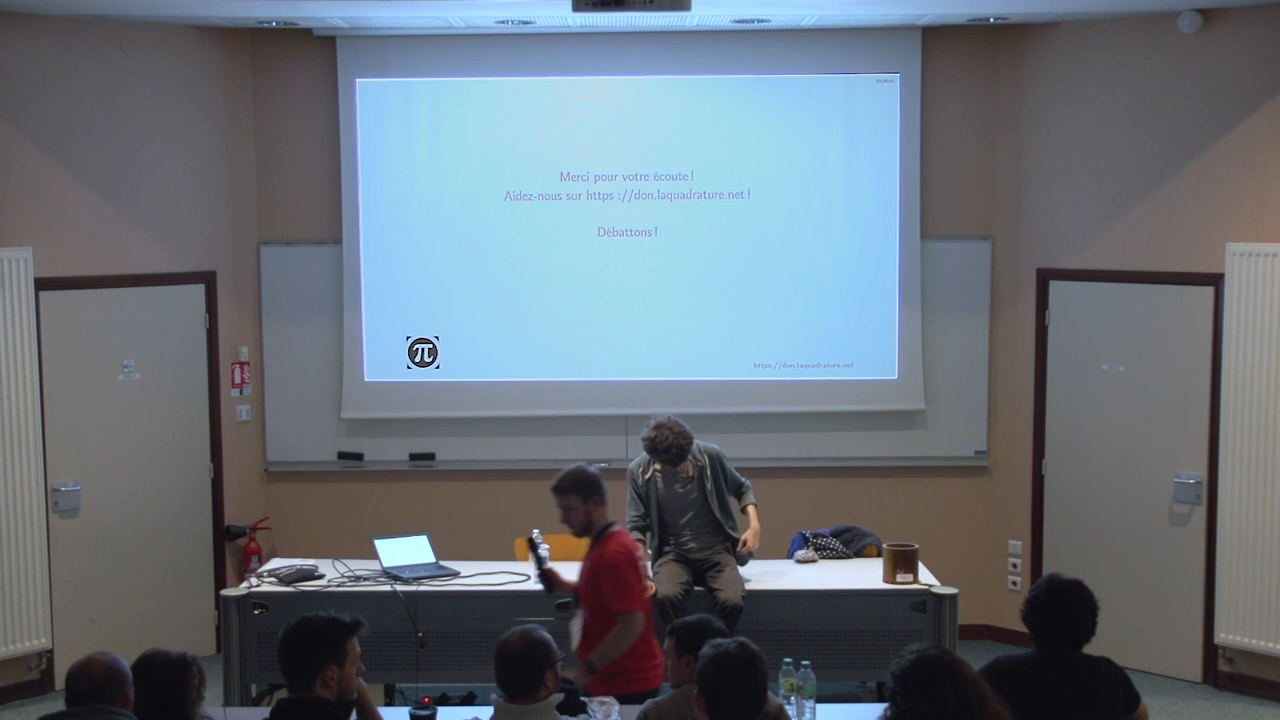 Merci pour votre écoute !
Aidez-nous sur https ://don.laquadrature.net !
Débattons !
π
https://don.laquadrature.net